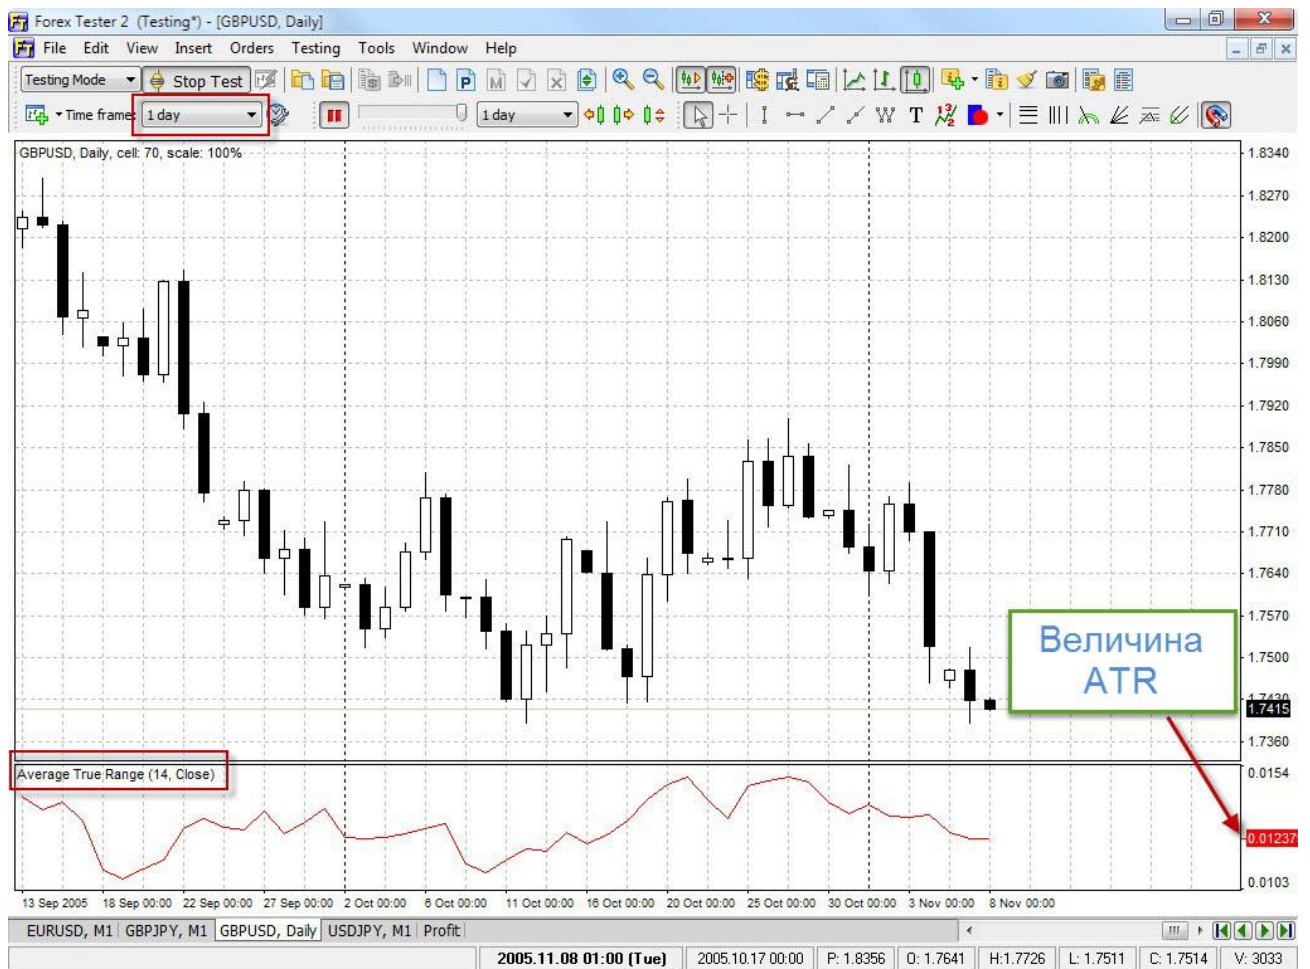 Forex Tester 2 (Testing*) - [GBPUSD, Daily]
File Edit View Insert Orders Testing Tools Window Help
Testing Mode Stop Test
Time frame: 1 day 1 day
GBPUSD, Daily, cell: 70, scale: 100%
1.8340
1.8270
1.8200
1.8130
1.8060
1.7990
1.7920
1.7850
1.7780
1.7710
1.7640
1.7570
1.7500
1.7430
1.7415
1.7360
Величина
ATR
Average True Range (14, Close)
0.0154
0.01237
0.0103
13 Sep 2005 18 Sep 00:00 22 Sep 00:00 27 Sep 00:00 2 Oct 00:00 6 Oct 00:00 11 Oct 00:00 16 Oct 00:00 20 Oct 00:00 25 Oct 00:00 30 Oct 00:00 3 Nov 00:00 8 Nov 00:00
EURUSD, M1 GBPJPY, M1 GBPUSD, Daily USDJPY, M1 Profit
2005.11.08 01:00 (Tue) 2005.10.17 00:00 P: 1.8356 O: 1.7641 H:1.7726 L: 1.7511 C: 1.7514 V: 3033